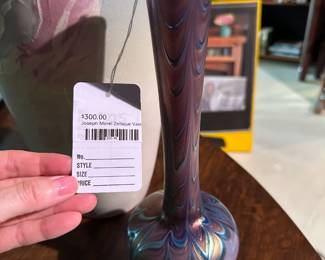 $300.00
Joseph Morel Zellique Vase
No.
STYLE
SIZE
PRICE